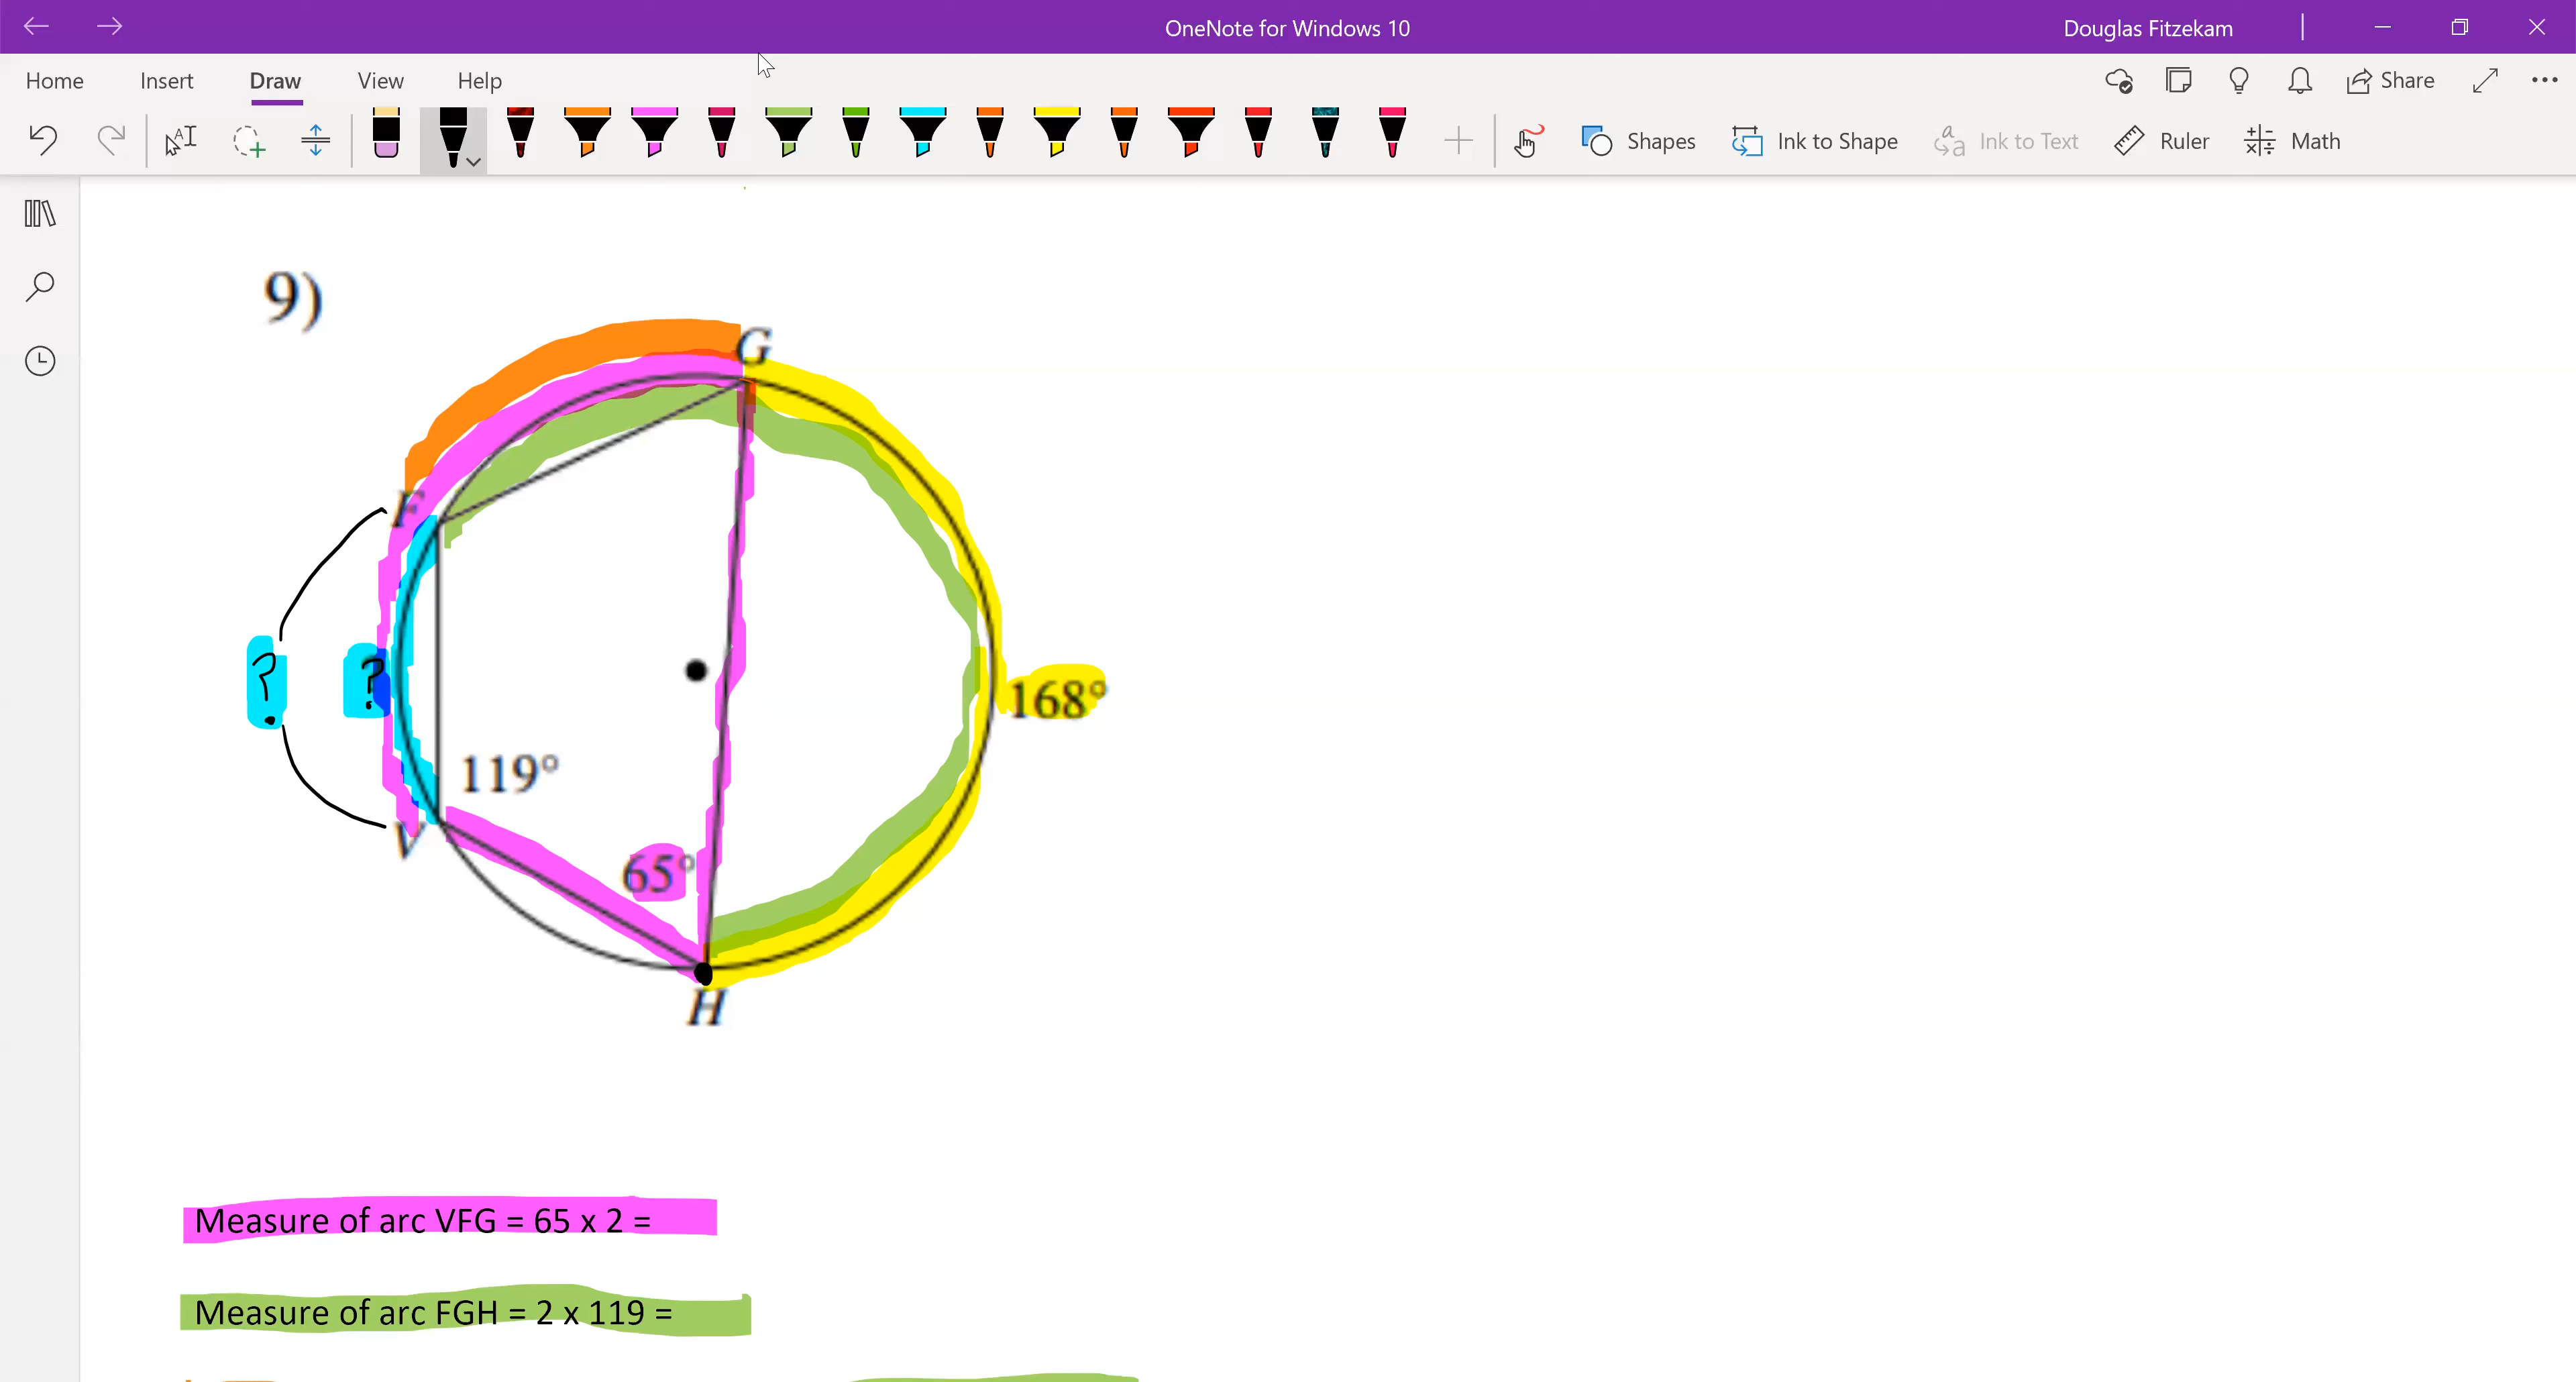 OneNote for Windows 10
Douglas Fitzekam
Home Insert Draw View Help
Share
Shapes Ink to Shape Ink to Text Ruler Math
9)
G
F
? ?
168°
119°
V
65°
H
Measure of arc VFG = 65 x 2 =
Measure of arc FGH = 2 x 119 =